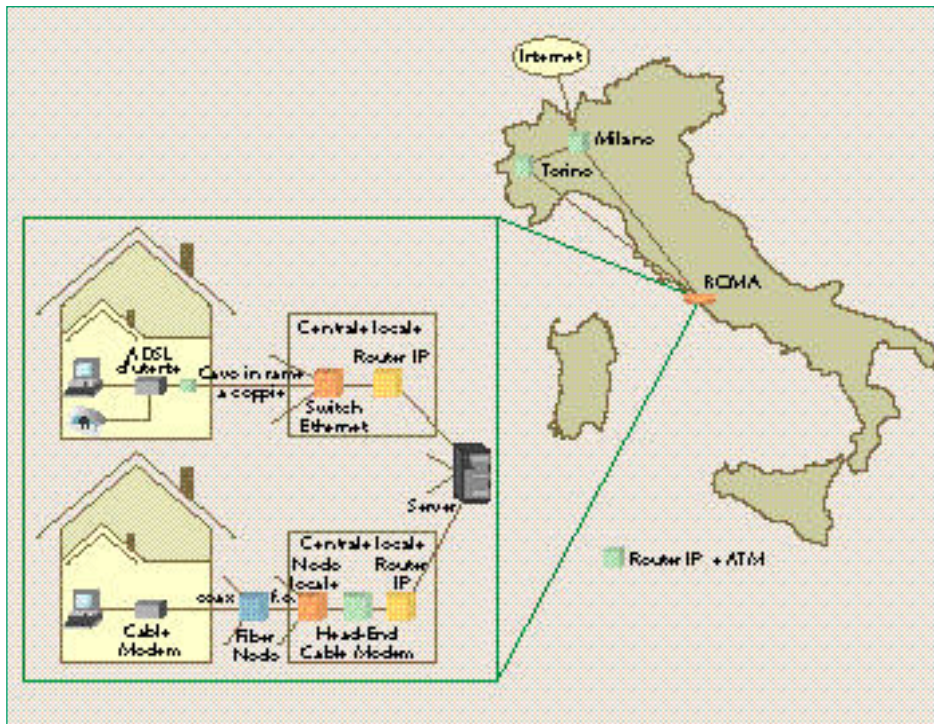 Internet
Milano
Torino
ROMA
Centrale locale
ADSL
d'utente
Router IP
Cavo in rame
a coppie
Switch
Ethernet
Server
Centrale locale
Nodo
locale
Router
IP
Router IP + ATM
coax
f.o.
Cable
Modem
Fiber
Nodo
Head-End
Cable Modem